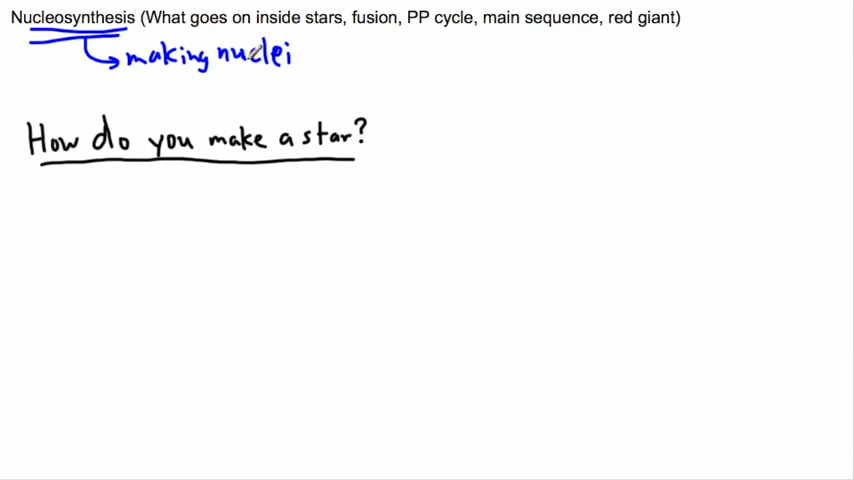 Nucleosynthesis (What goes on inside stars, fusion, PP cycle, main sequence, red giant)
making nuclei
How do you make a star?